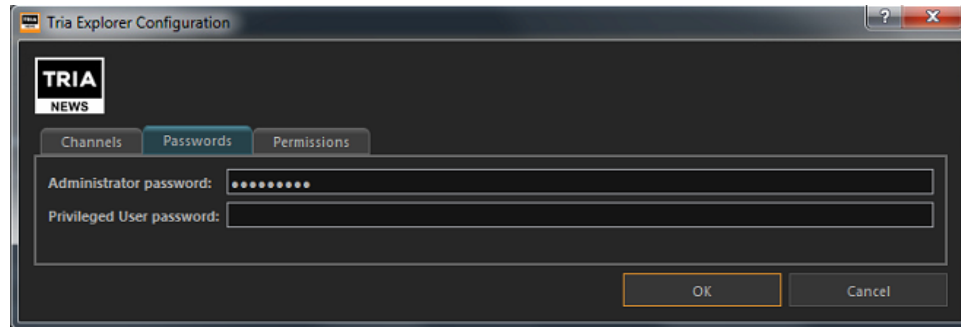 Tria Explorer Configuration
TRIA
NEWS
Channels Passwords Permissions
Administrator password: •••••••••
Privileged User password:
OK Cancel